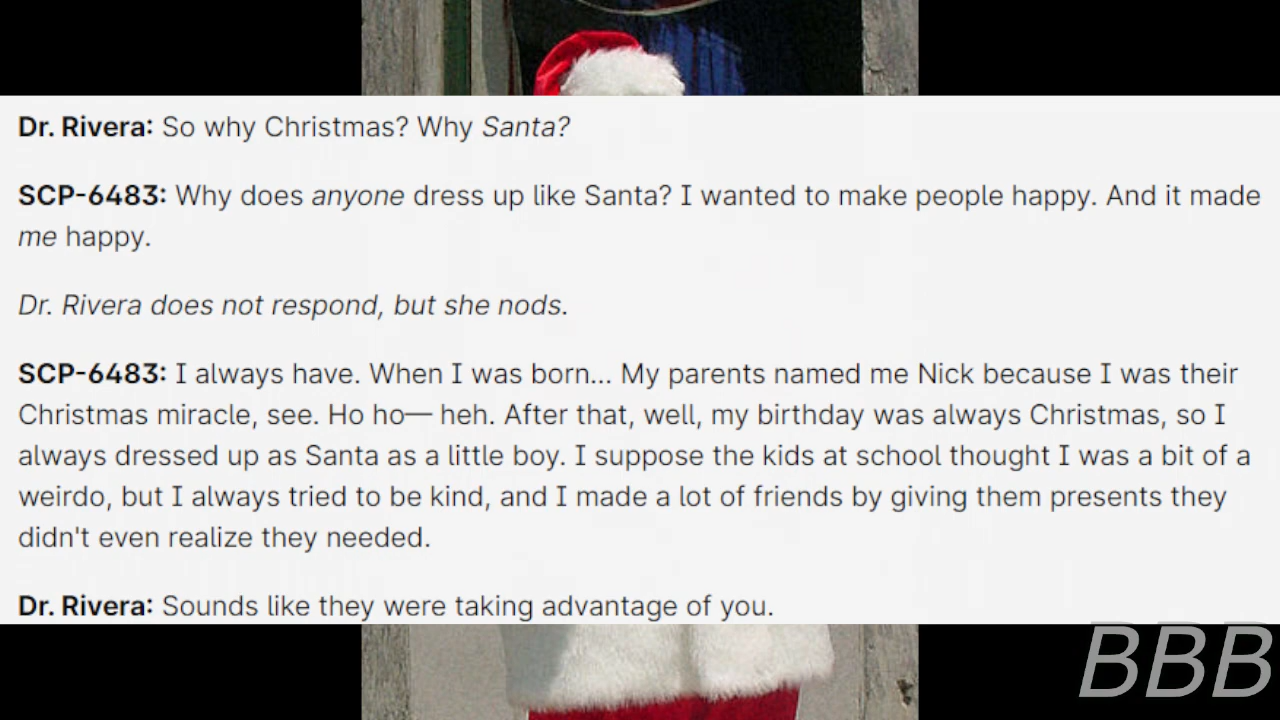 Dr. Rivera: So why Christmas? Why Santa?
SCP-6483: Why does anyone dress up like Santa? I wanted to make people happy. And it made
me happy.
Dr. Rivera does not respond, but she nods.
SCP-6483: I always have. When I was born... My parents named me Nick because I was their
Christmas miracle, see. Ho ho— heh. After that, well, my birthday was always Christmas, so I
always dressed up as Santa as a little boy. I suppose the kids at school thought I was a bit of a
weirdo, but I always tried to be kind, and I made a lot of friends by giving them presents they
didn't even realize they needed.
Dr. Rivera: Sounds like they were taking advantage of you.
BBB